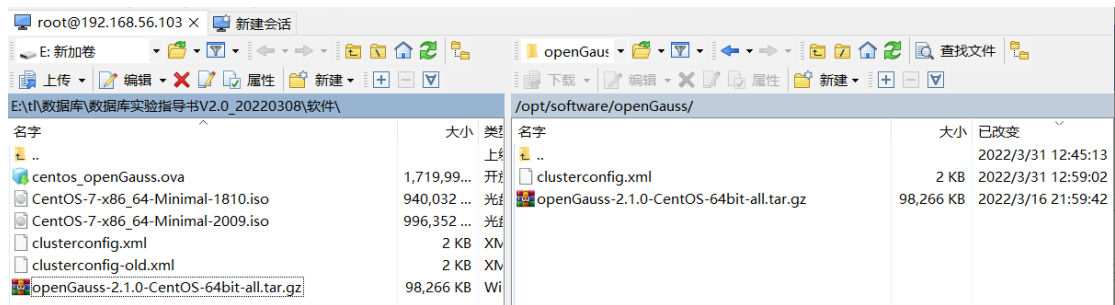 root@192.168.56.103 × 新建会话
E: 新加卷 openGaus 查找文件
上传 编辑 属性 新建 下载 编辑 属性 新建
E:\tl\数据库\数据库实验指导书V2.0_20220308\软件\ /opt/software/openGauss/
名字 大小 类型 名字 大小 已改变
.. 上级 .. 2022/3/31 12:45:13
centos_openGauss.ova 1,719,99... 开放 clusterconfig.xml 2 KB 2022/3/31 12:59:02
CentOS-7-x86_64-Minimal-1810.iso 940,032 ... 光盘 openGauss-2.1.0-CentOS-64bit-all.tar.gz 98,266 KB 2022/3/16 21:59:42
CentOS-7-x86_64-Minimal-2009.iso 996,352 ... 光盘
clusterconfig.xml 2 KB XM
clusterconfig-old.xml 2 KB XM
openGauss-2.1.0-CentOS-64bit-all.tar.gz 98,266 KB Wi